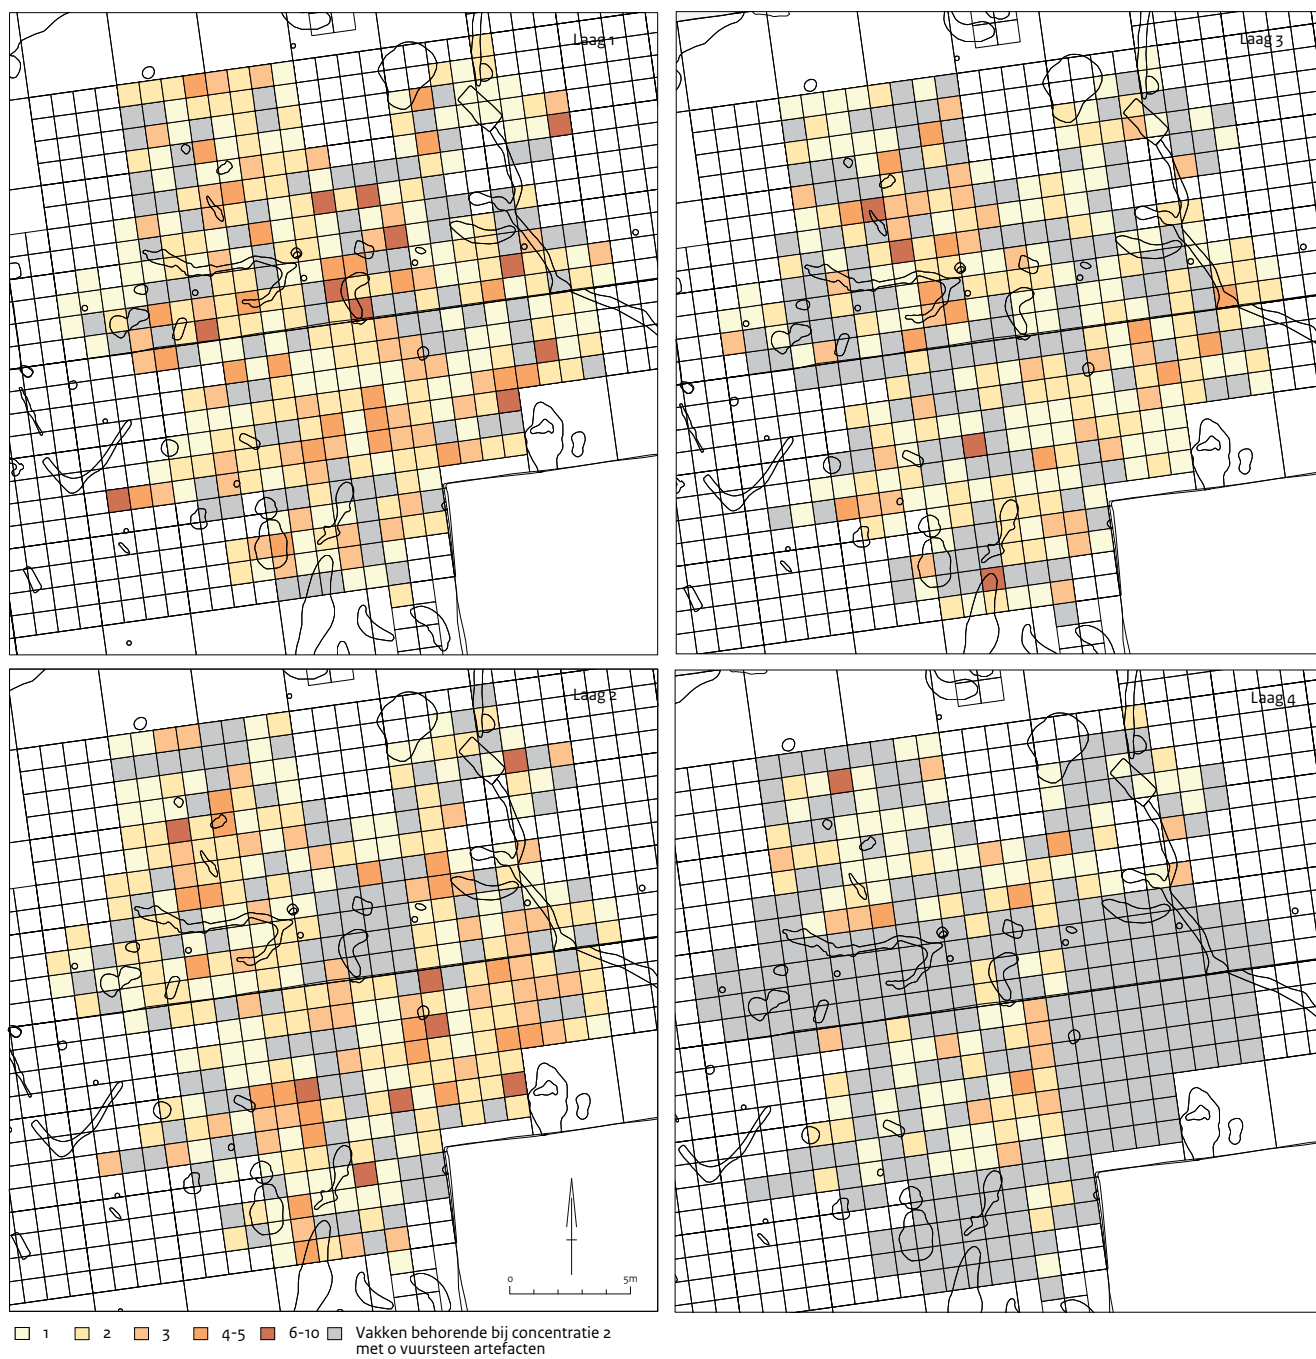 Laag 1
Laag 3
Laag 2
Laag 4
0 5m
1 2 3 4-5 6-10 Vakken behorende bij concentratie 2
met 0 vuursteen artefacten